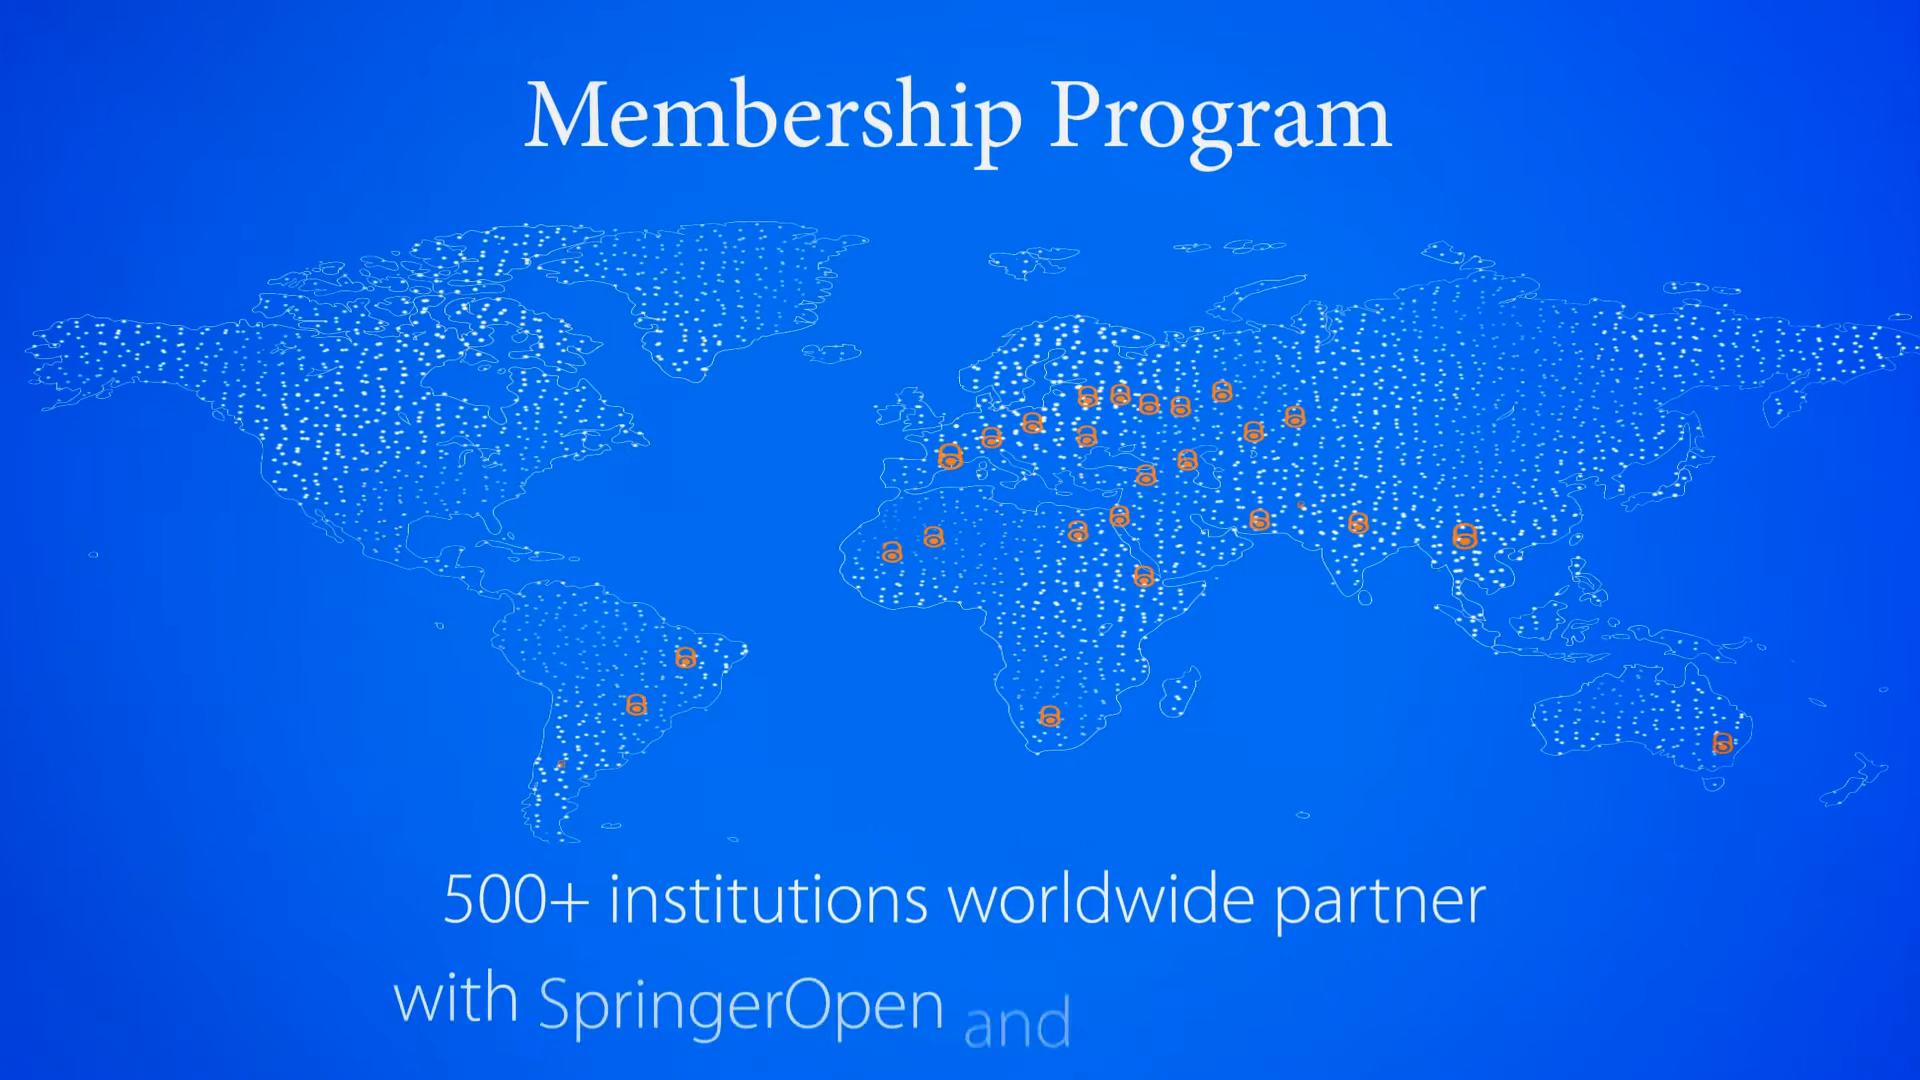 Membership Program
500+ institutions worldwide partner
with SpringerOpen and